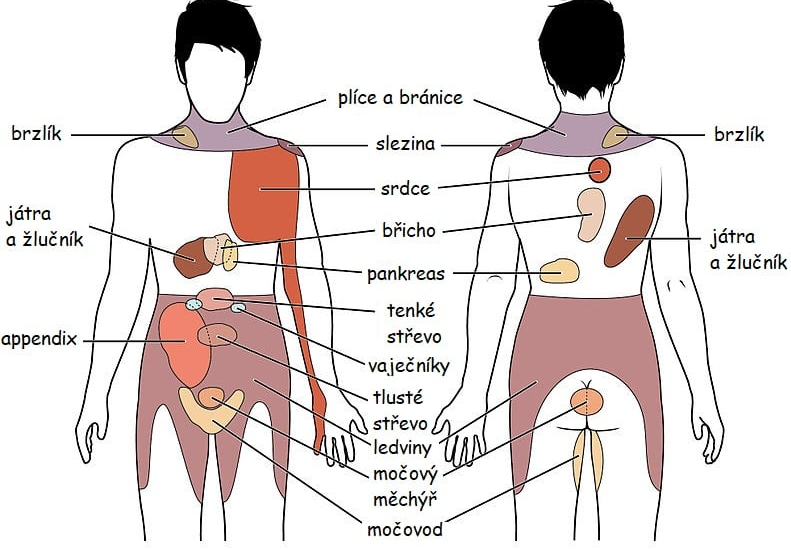 plíce a bránice
brzlík
slezina
brzlík
srdce
játra
a žlučník
břicho
játra
a žlučník
pankreas
tenké
střevo
appendix
vaječníky
tlusté
střevo
ledviny
močový
měchýř
močovod